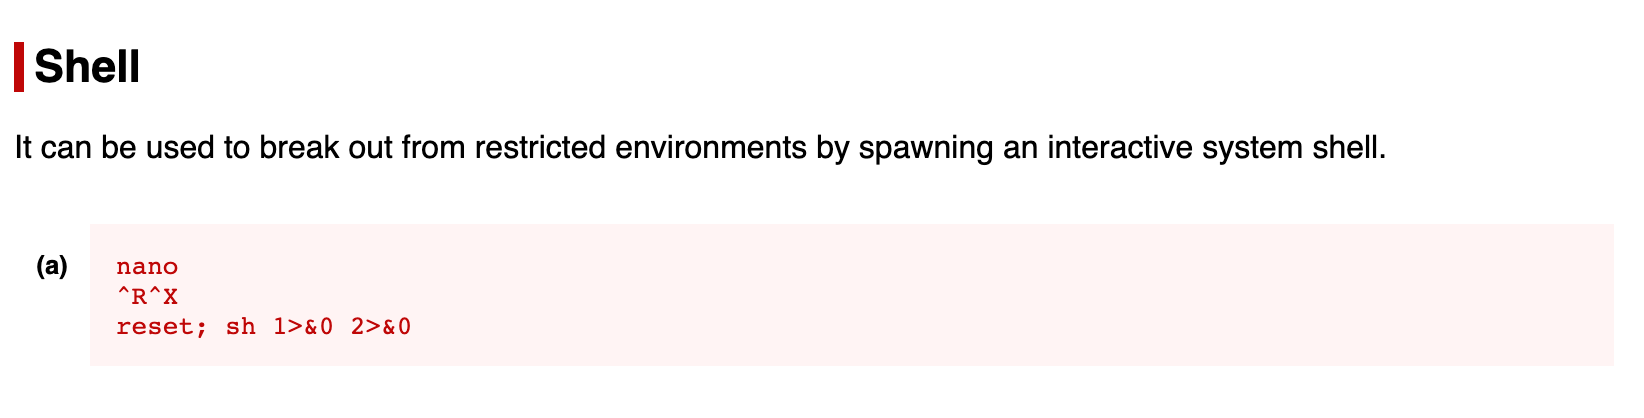 Shell
It can be used to break out from restricted environments by spawning an interactive system shell.
(a) nano
^R^X
reset; sh 1>&0 2>&0